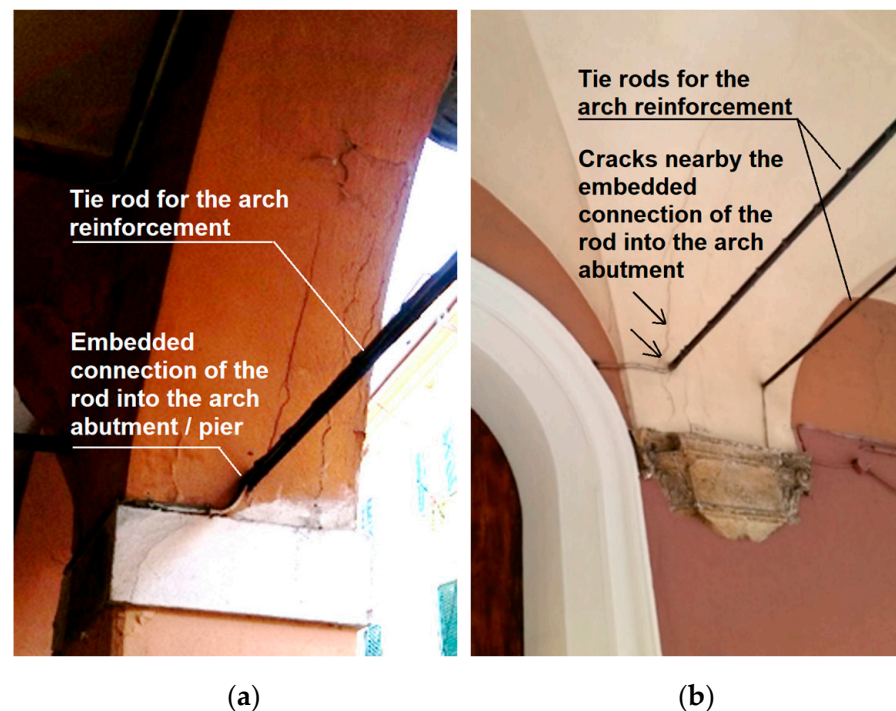 Tie rod for the arch
reinforcement
Embedded
connection of the
rod into the arch
abutment / pier
Tie rods for the
arch reinforcement
Cracks nearby the
embedded
connection of the
rod into the arch
abutment
(a)
(b)